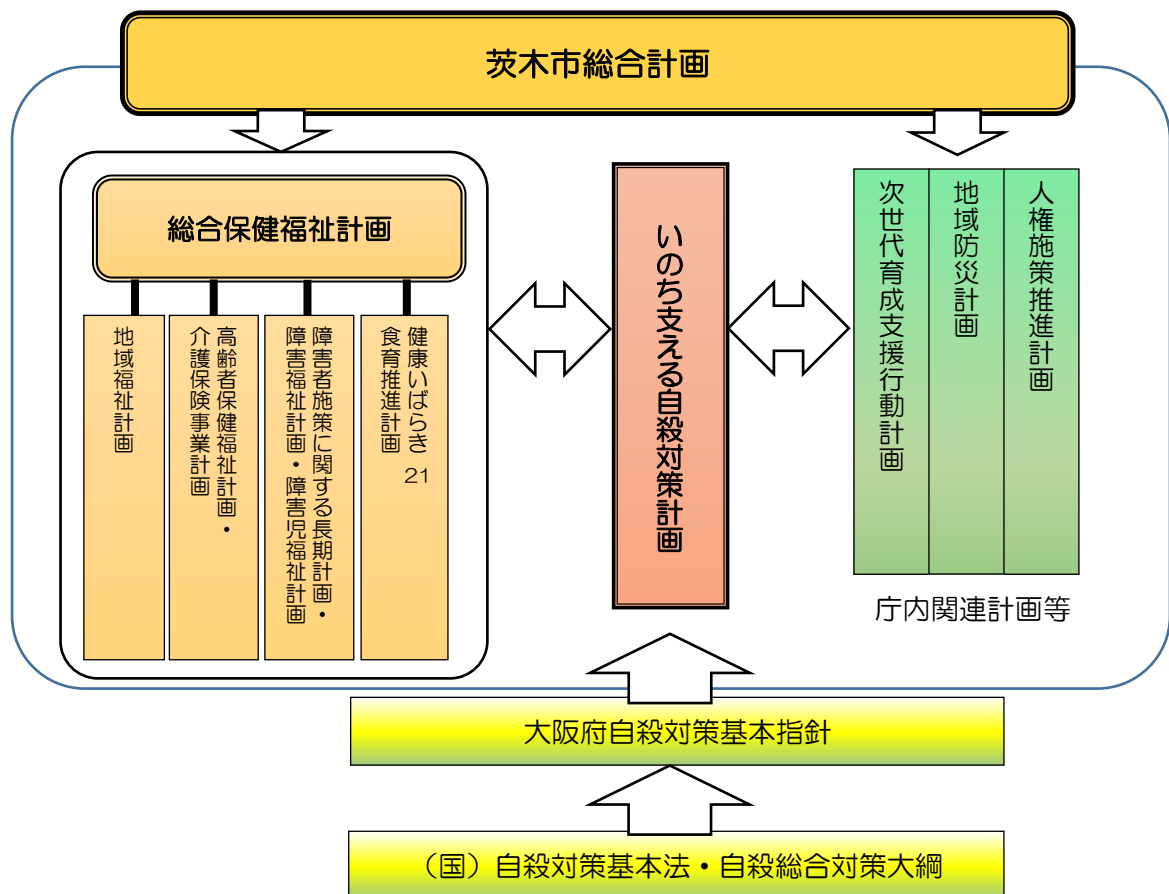 茨木市総合計画
総合保健福祉計画
地域福祉計画
高齢者保健福祉計画・
介護保険事業計画
障害者施策に関する長期計画・
障害福祉計画・障害児福祉計画
健康いばらき21
食育推進計画
いのち支える自殺対策計画
次世代育成支援行動計画
地域防災計画
人権施策推進計画
庁内関連計画等
大阪府自殺対策基本指針
（国）自殺対策基本法・自殺総合対策大綱